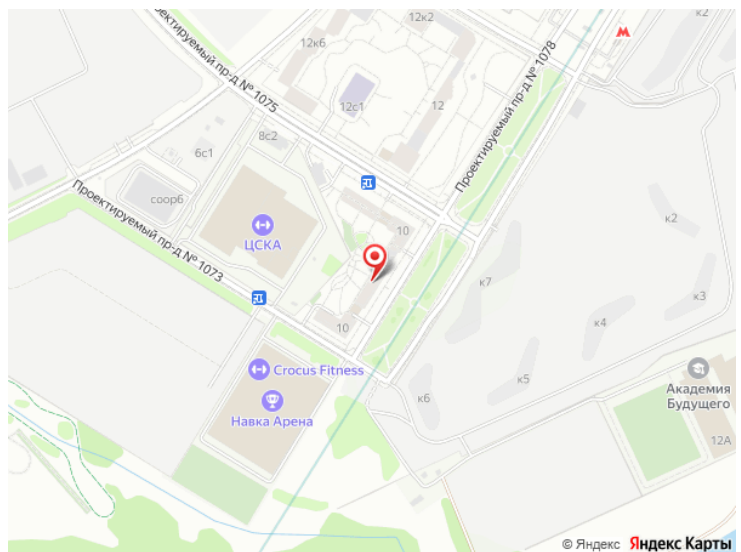 к2
12к2
М
12к6
Проектируемый пр-д № 1075
Проектируемый пр-д № 1078
12с1
12
8с2
6с1
соор6
Проектируемый пр-д № 1073
ЦСКА
10
к2
к7
к3
к4
10
Crocus Fitness
Навка Арена
к5
к6
Академия
Будущего
12А
© Яндекс Яндекс Карты